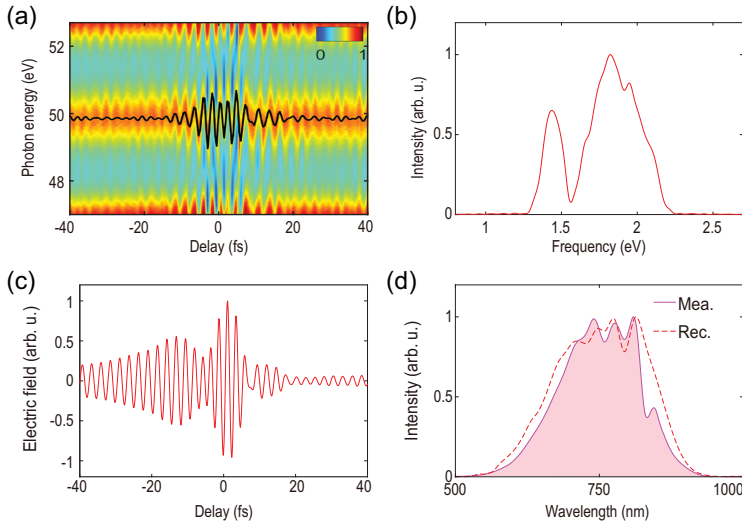 (a)
52
50
48
Photon energy (eV)
0 1
-40 -20 0 20 40
Delay (fs)
(b)
1
0.5
0
Intensity (arb. u.)
1 1.5 2 2.5
Frequency (eV)
(c)
1
0.5
0
-0.5
-1
Electric field (arb. u.)
-40 -20 0 20 40
Delay (fs)
(d)
Mea.
Rec.
1
0.5
0
Intensity (arb. u.)
500 750 1000
Wavelength (nm)